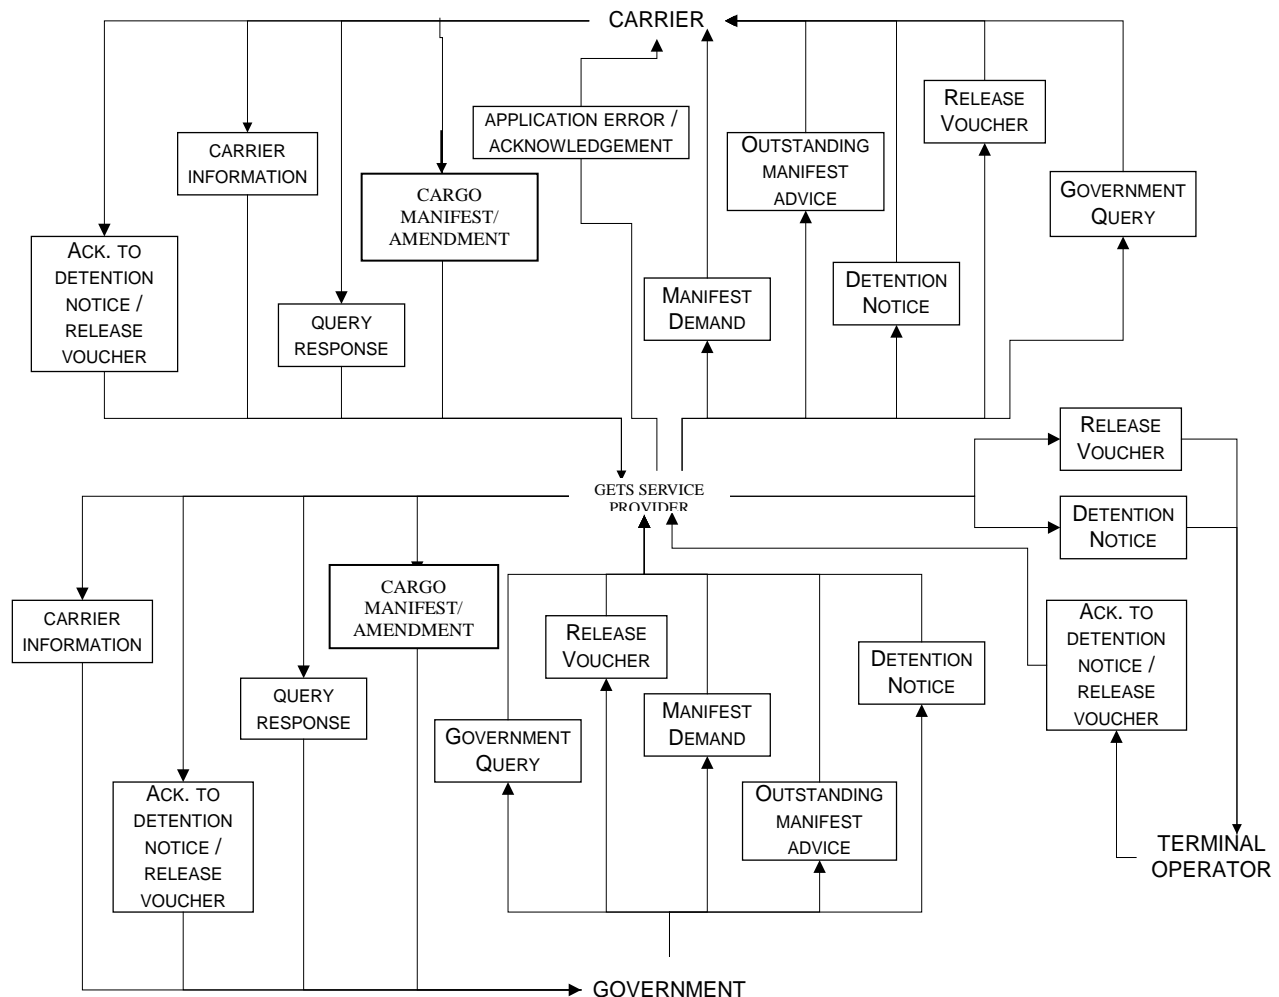 CARRIER
APPLICATION ERROR /
ACKNOWLEDGEMENT
RELEASE
VOUCHER
CARRIER
INFORMATION
OUTSTANDING
MANIFEST
ADVICE
CARGO
MANIFEST/
AMENDMENT
GOVERNMENT
QUERY
ACK. TO
DETENTION
NOTICE /
RELEASE
VOUCHER
QUERY
RESPONSE
MANIFEST
DEMAND
DETENTION
NOTICE
RELEASE
VOUCHER
GETS SERVICE
PROVIDER
DETENTION
NOTICE
CARRIER
INFORMATION
CARGO
MANIFEST/
AMENDMENT
RELEASE
VOUCHER
DETENTION
NOTICE
ACK. TO
DETENTION
NOTICE /
RELEASE
VOUCHER
QUERY
RESPONSE
MANIFEST
DEMAND
GOVERNMENT
QUERY
ACK. TO
DETENTION
NOTICE /
RELEASE
VOUCHER
OUTSTANDING
MANIFEST
ADVICE
TERMINAL
OPERATOR
GOVERNMENT